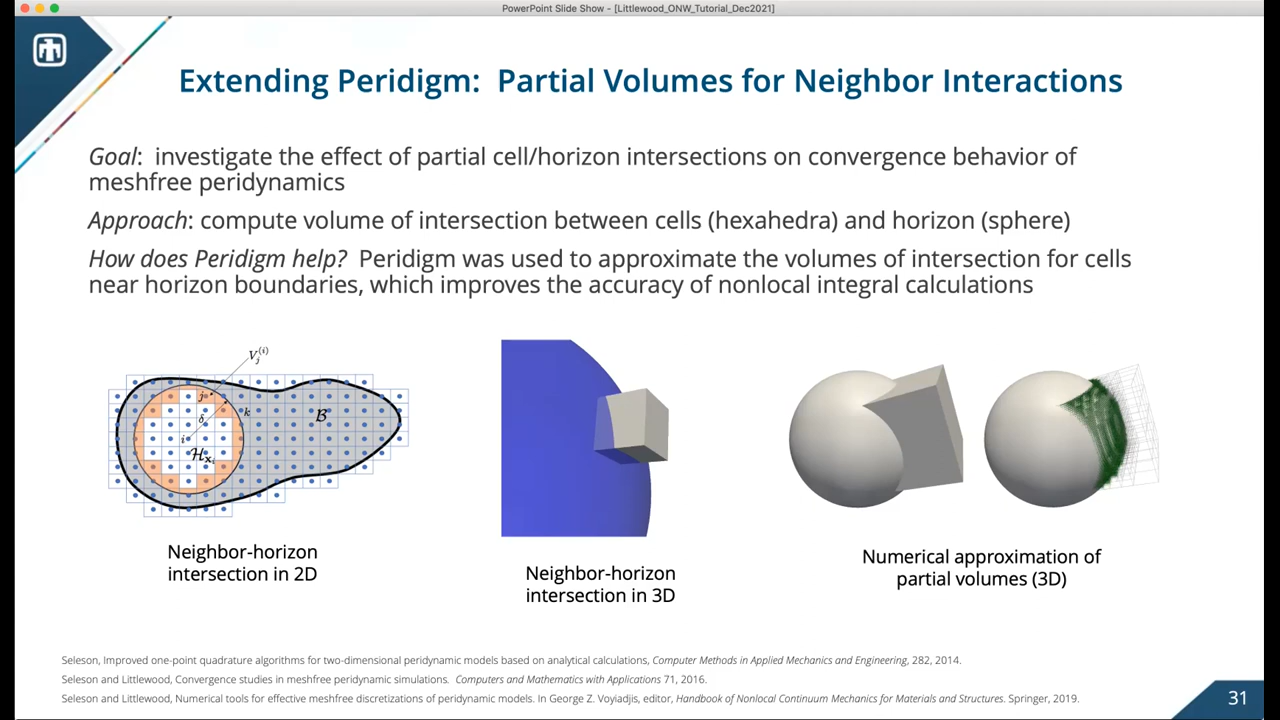 PowerPoint Slide Show - [Littlewood_ONW_Tutorial_Dec2021]
Extending Peridigm:  Partial Volumes for Neighbor Interactions
Goal:  investigate the effect of partial cell/horizon intersections on convergence behavior of
meshfree peridynamics
Approach: compute volume of intersection between cells (hexahedra) and horizon (sphere)
How does Peridigm help?  Peridigm was used to approximate the volumes of intersection for cells
near horizon boundaries, which improves the accuracy of nonlocal integral calculations
V_j^(i)
j
k
δ
ℬ
i
ℋ_x_i
Neighbor-horizon
intersection in 2D
Neighbor-horizon
intersection in 3D
Numerical approximation of
partial volumes (3D)
Seleson, Improved one-point quadrature algorithms for two-dimensional peridynamic models based on analytical calculations, Computer Methods in Applied Mechanics and Engineering, 282, 2014.
Seleson and Littlewood, Convergence studies in meshfree peridynamic simulations.  Computers and Mathematics with Applications 71, 2016.
Seleson and Littlewood, Numerical tools for effective meshfree discretizations of peridynamic models. In George Z. Voyiadjis, editor, Handbook of Nonlocal Continuum Mechanics for Materials and Structures. Springer, 2019.
31